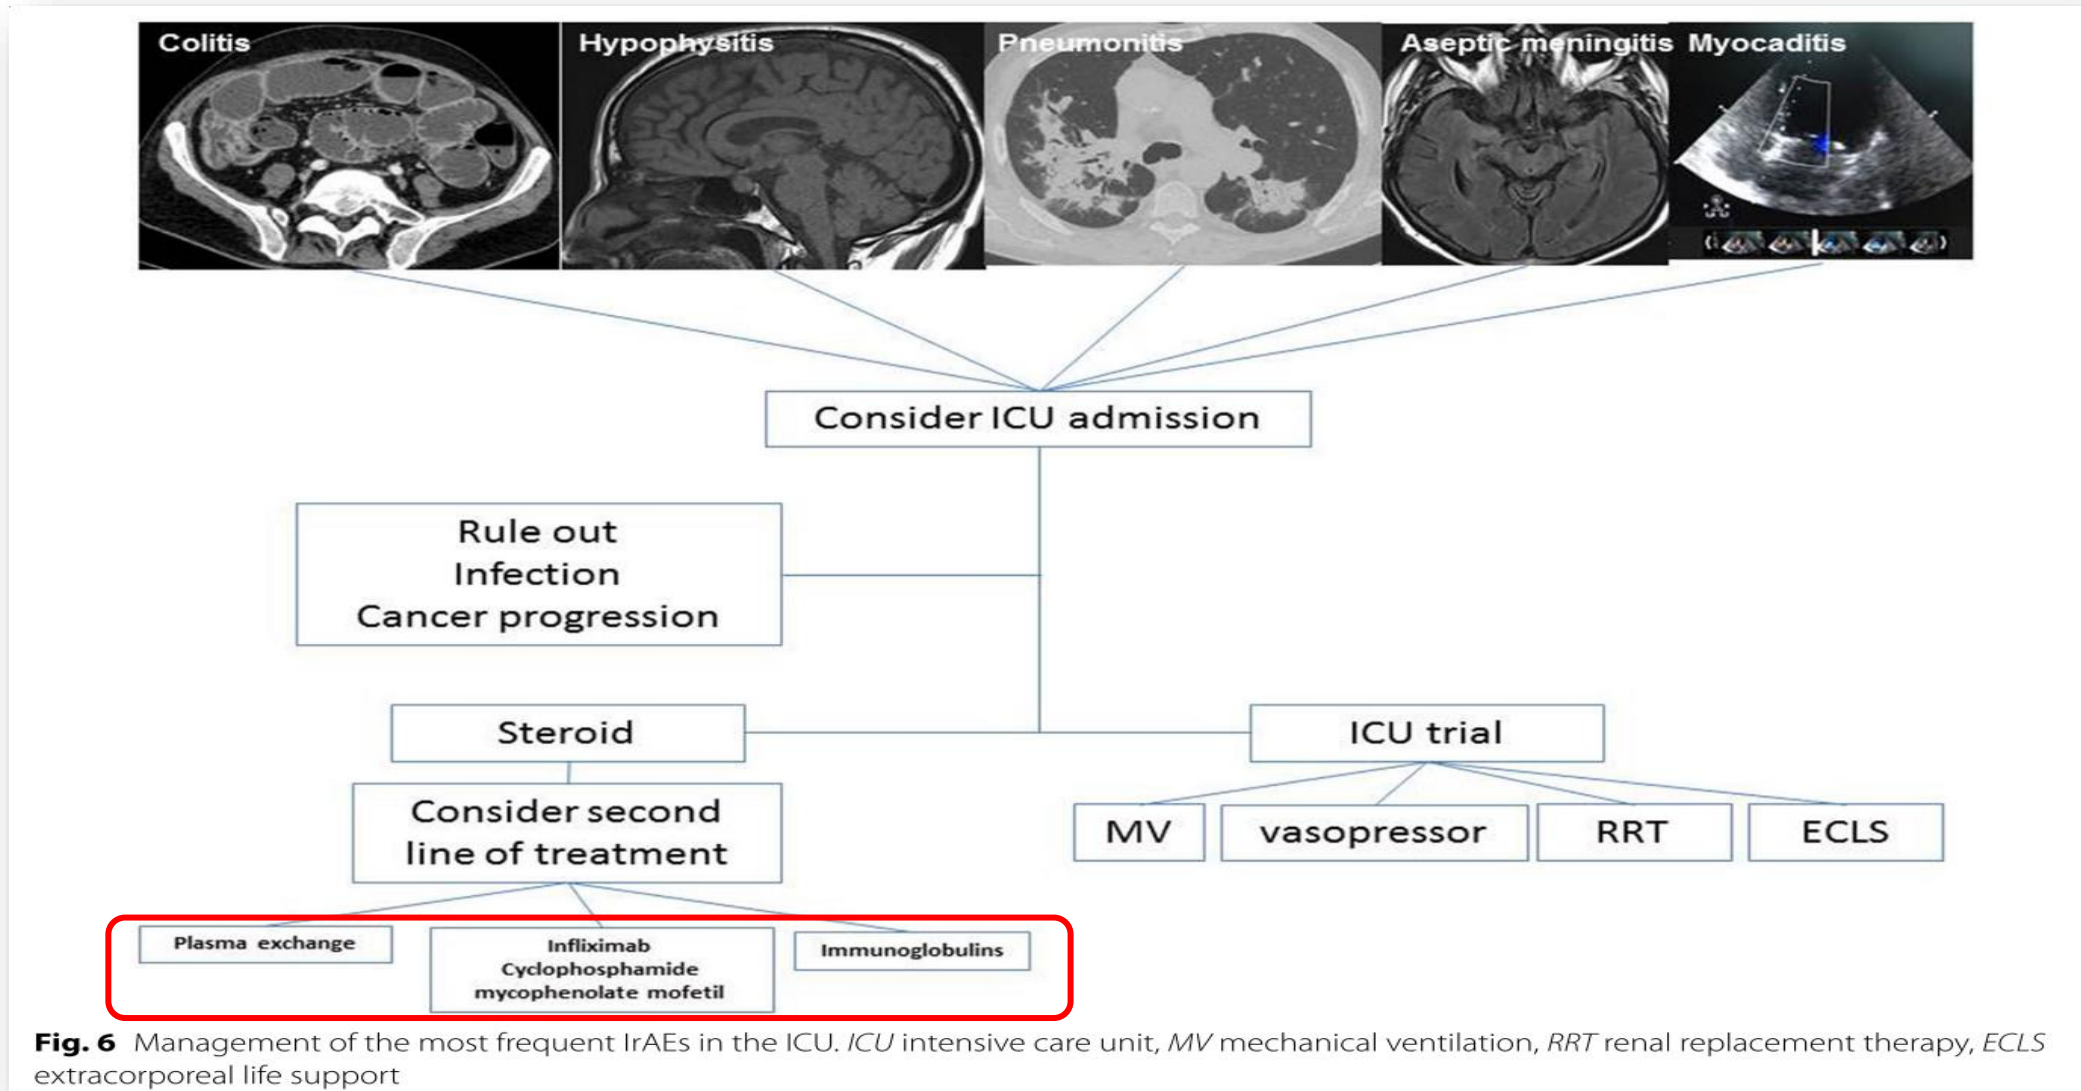 Colitis
Hypophysitis
Pneumonitis
Aseptic meningitis
Myocaditis
Consider ICU admission
Rule out
Infection
Cancer progression
Steroid
ICU trial
Consider second
line of treatment
MV
vasopressor
RRT
ECLS
Plasma exchange
Infliximab
Cyclophosphamide
mycophenolate mofetil
Immunoglobulins
Fig. 6 Management of the most frequent IrAEs in the ICU. ICU intensive care unit, MV mechanical ventilation, RRT renal replacement therapy, ECLS
extracorporeal life support